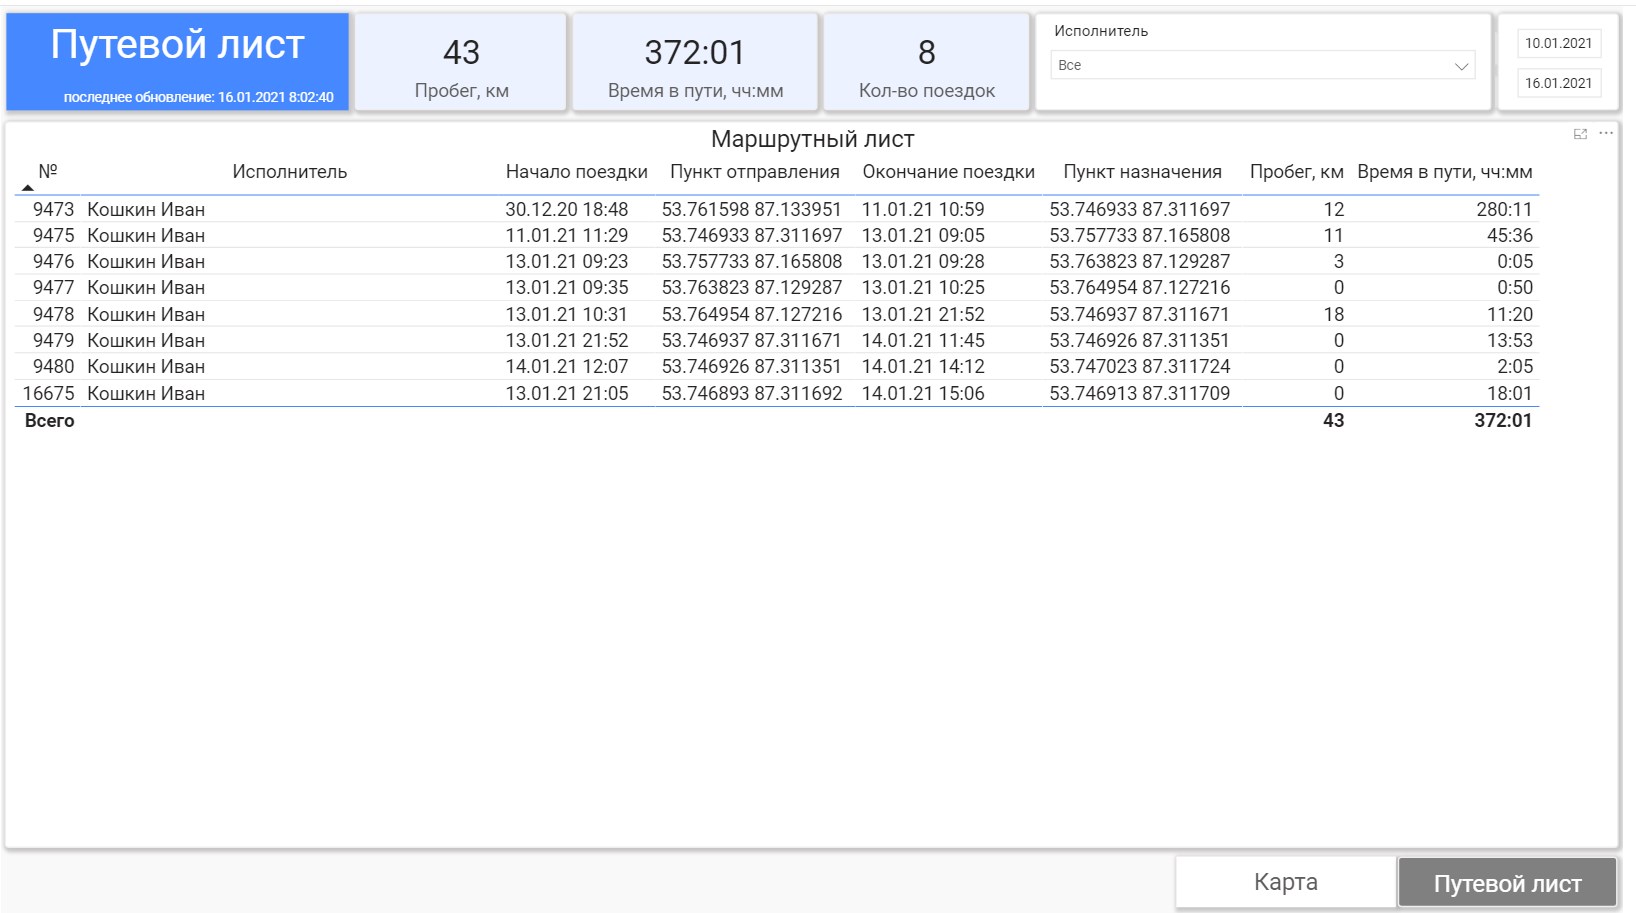 Путевой лист
последнее обновление: 16.01.2021 8:02:40
43
Пробег, км
372:01
Время в пути, чч:мм
8
Кол-во поездок
Исполнитель
Все
10.01.2021
16.01.2021
Маршрутный лист
№ Исполнитель Начало поездки Пункт отправления Окончание поездки Пункт назначения Пробег, км Время в пути, чч:мм
9473 Кошкин Иван 30.12.20 18:48 53.761598 87.133951 11.01.21 10:59 53.746933 87.311697 12 280:11
9475 Кошкин Иван 11.01.21 11:29 53.746933 87.311697 13.01.21 09:05 53.757733 87.165808 11 45:36
9476 Кошкин Иван 13.01.21 09:23 53.757733 87.165808 13.01.21 09:28 53.763823 87.129287 3 0:05
9477 Кошкин Иван 13.01.21 09:35 53.763823 87.129287 13.01.21 10:25 53.764954 87.127216 0 0:50
9478 Кошкин Иван 13.01.21 10:31 53.764954 87.127216 13.01.21 21:52 53.746937 87.311671 18 11:20
9479 Кошкин Иван 13.01.21 21:52 53.746937 87.311671 14.01.21 11:45 53.746926 87.311351 0 13:53
9480 Кошкин Иван 14.01.21 12:07 53.746926 87.311351 14.01.21 14:12 53.747023 87.311724 0 2:05
16675 Кошкин Иван 13.01.21 21:05 53.746893 87.311692 14.01.21 15:06 53.746913 87.311709 0 18:01
Всего 43 372:01
Карта
Путевой лист